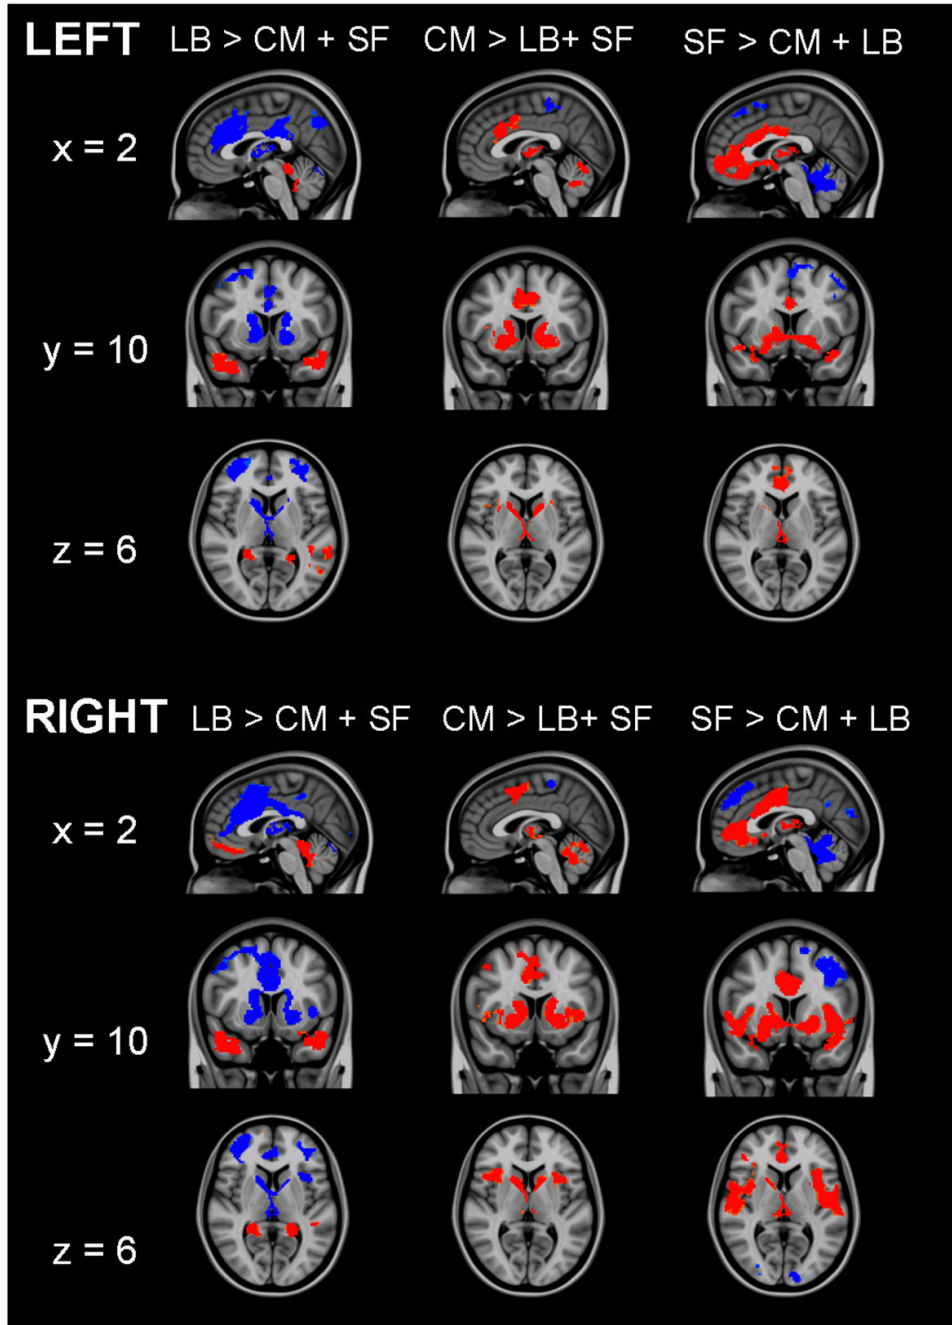 LEFT LB > CM + SF CM > LB+ SF SF > CM + LB
x = 2
y = 10
z = 6
RIGHT LB > CM + SF CM > LB+ SF SF > CM + LB
x = 2
y = 10
z = 6